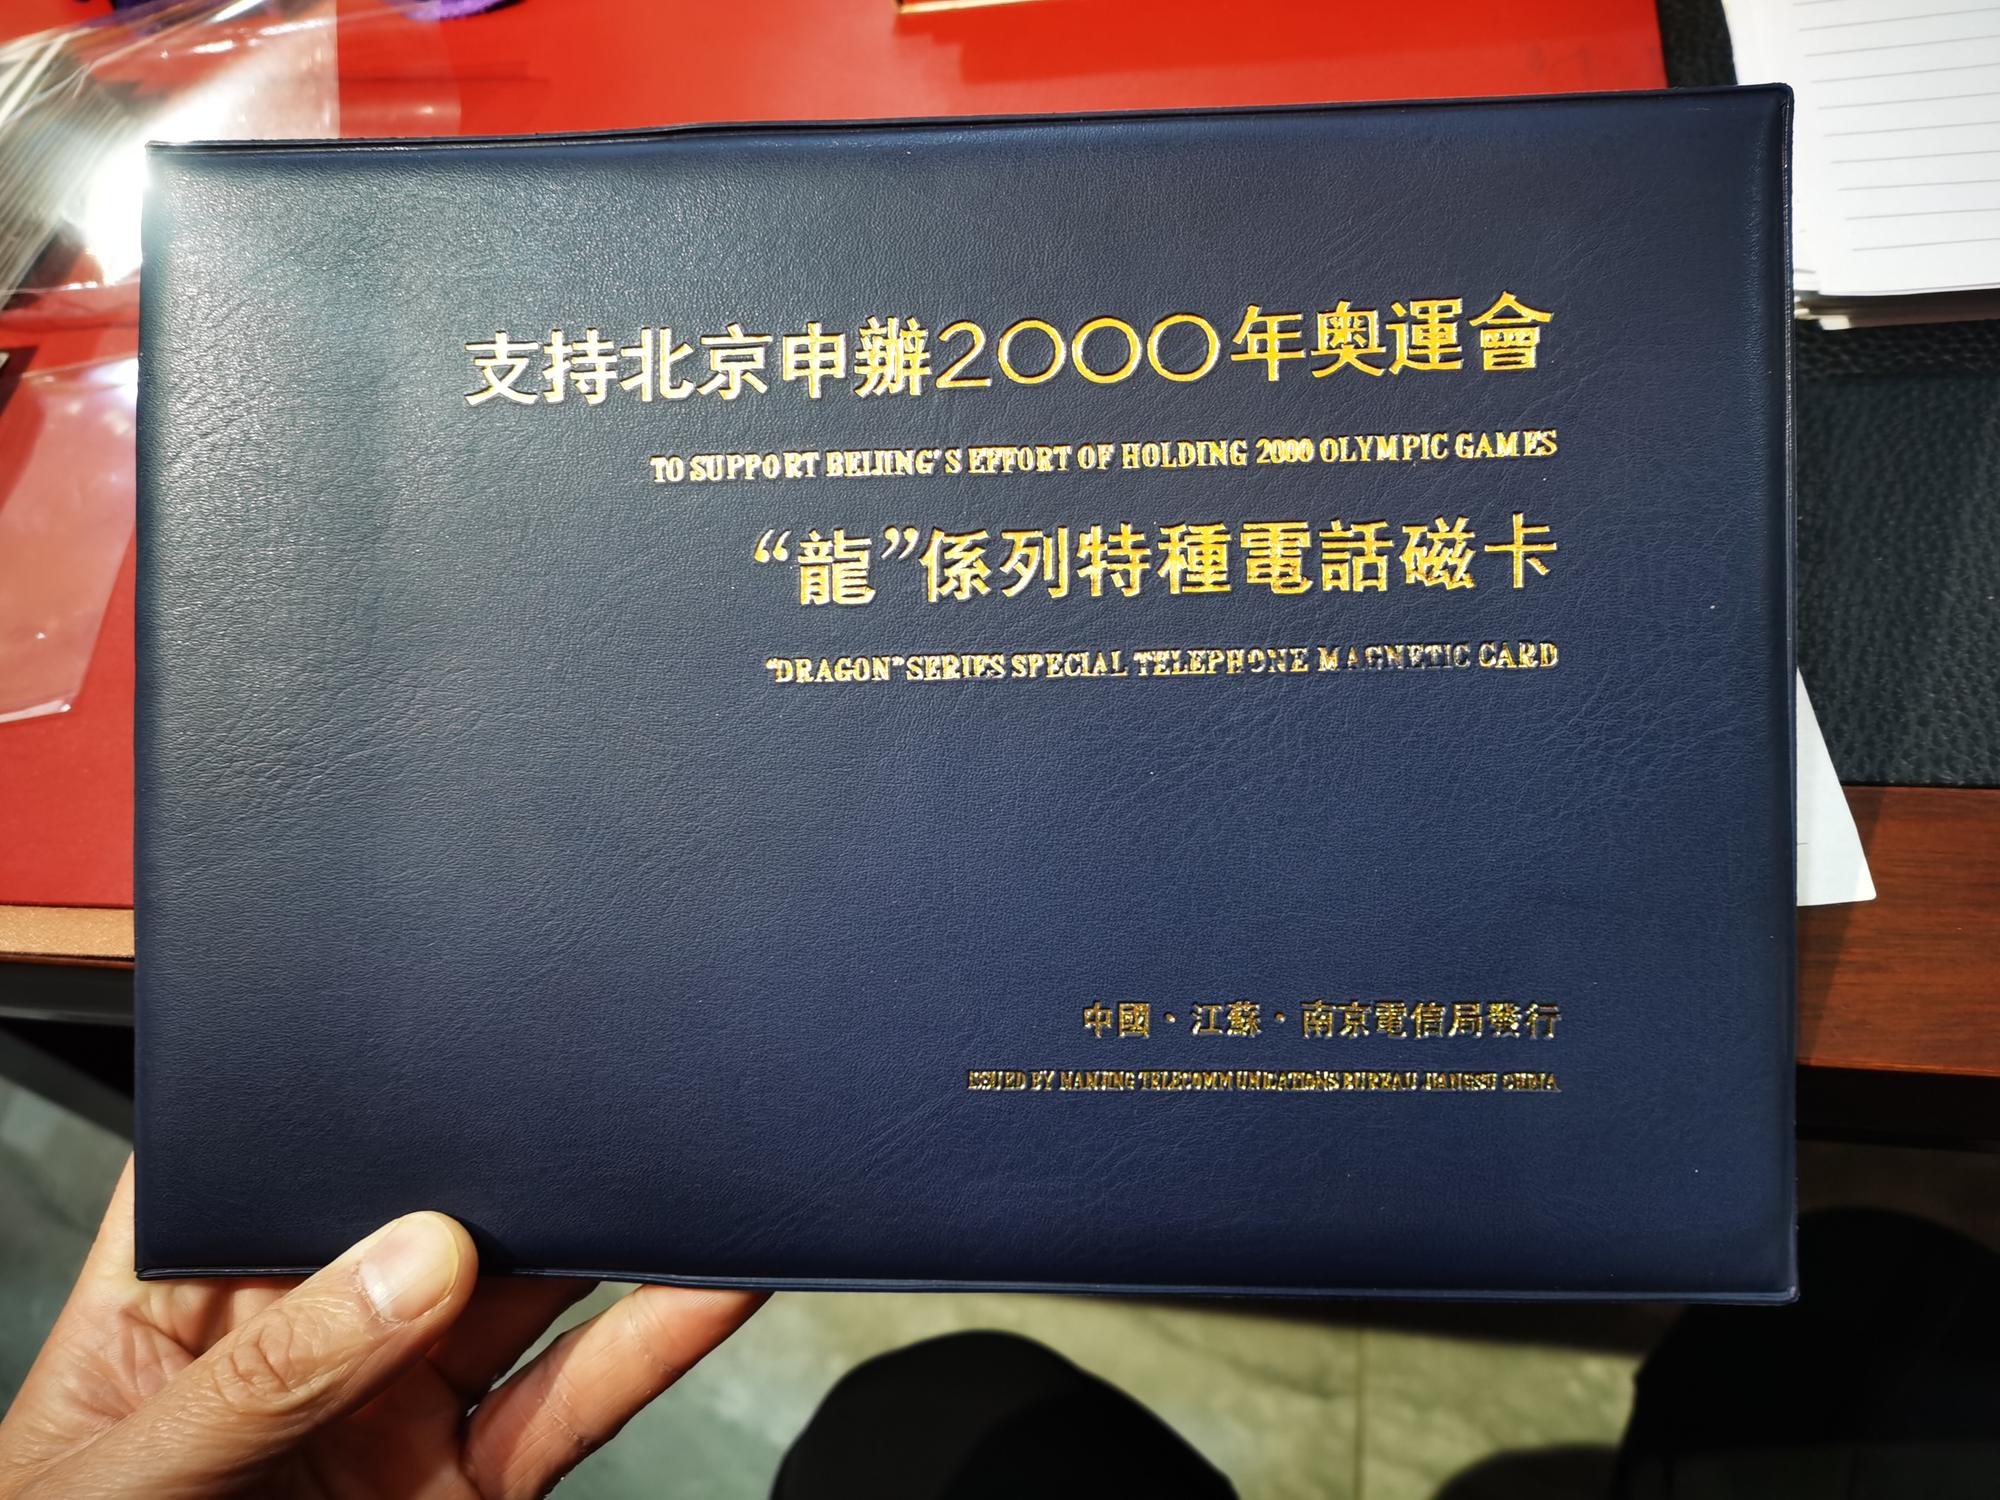 支持北京申辦2000年奧運會
TO SUPPORT BEIJING'S EFFORT OF HOLDING 2000 OLYMPIC GAMES
“龍”係列特種電話磁卡
“DRAGON” SERIES SPECIAL TELEPHONE MAGNETIC CARD
中國·江蘇·南京電信局發行
ISSUED BY NANJING TELECOMMUNICATIONS BUREAU JIANGSU CHINA